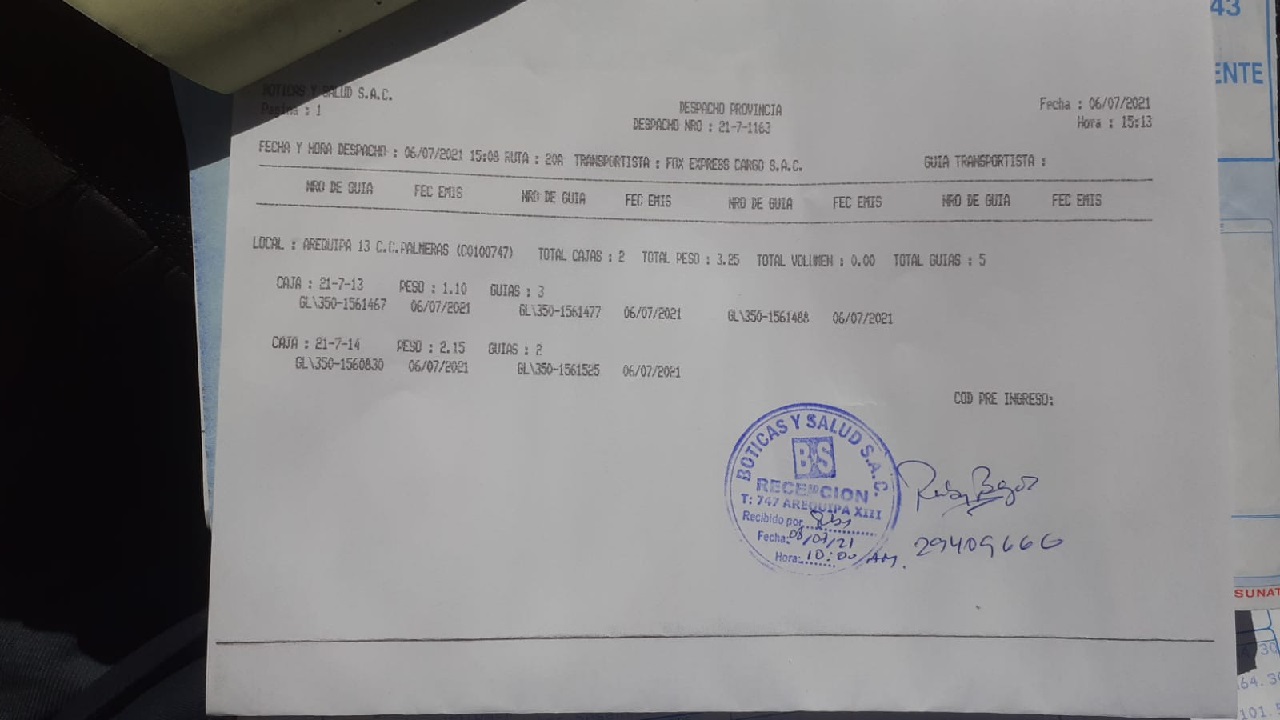 BOTICAS Y SALUD S.A.C.
Pagina : 1
DESPACHO PROVINCIA
DESPACHO NRO : 21-7-1163
Fecha : 06/07/2021
Hora : 15:13
FECHA Y HORA DESPACHO : 06/07/2021 15:08 RUTA : 20A TRANSPORTISTA : FOX EXPRESS CARGO S.A.C. GUIA TRANSPORTISTA :
NRO DE GUIA FEC EMIS NRO DE GUIA FEC EMIS NRO DE GUIA FEC EMIS NRO DE GUIA FEC EMIS
LOCAL : AREQUIPA 13 C.C.PALMERAS (C0100747) TOTAL CAJAS : 2 TOTAL PESO : 3.25 TOTAL VOLUMEN : 0.00 TOTAL GUIAS : 5
CAJA : 21-7-13 PESO : 1.10 GUIAS : 3
GL\350-1561467 06/07/2021 GL\350-1561477 06/07/2021 GL\350-1561488 06/07/2021
CAJA : 21-7-14 PESO : 2.15 GUIAS : 2
GL\350-1560830 06/07/2021 GL\350-1561525 06/07/2021
COD PRE INGRESO:
BOTICAS Y SALUD S.A.C.
BS
RECEPCION
T: 747 AREQUIPA XIII
Recibido por
Fecha: 08/07/21
Hora: 10:00 AM.
29409666
43
ENTE
SUNAT
64.30
101.